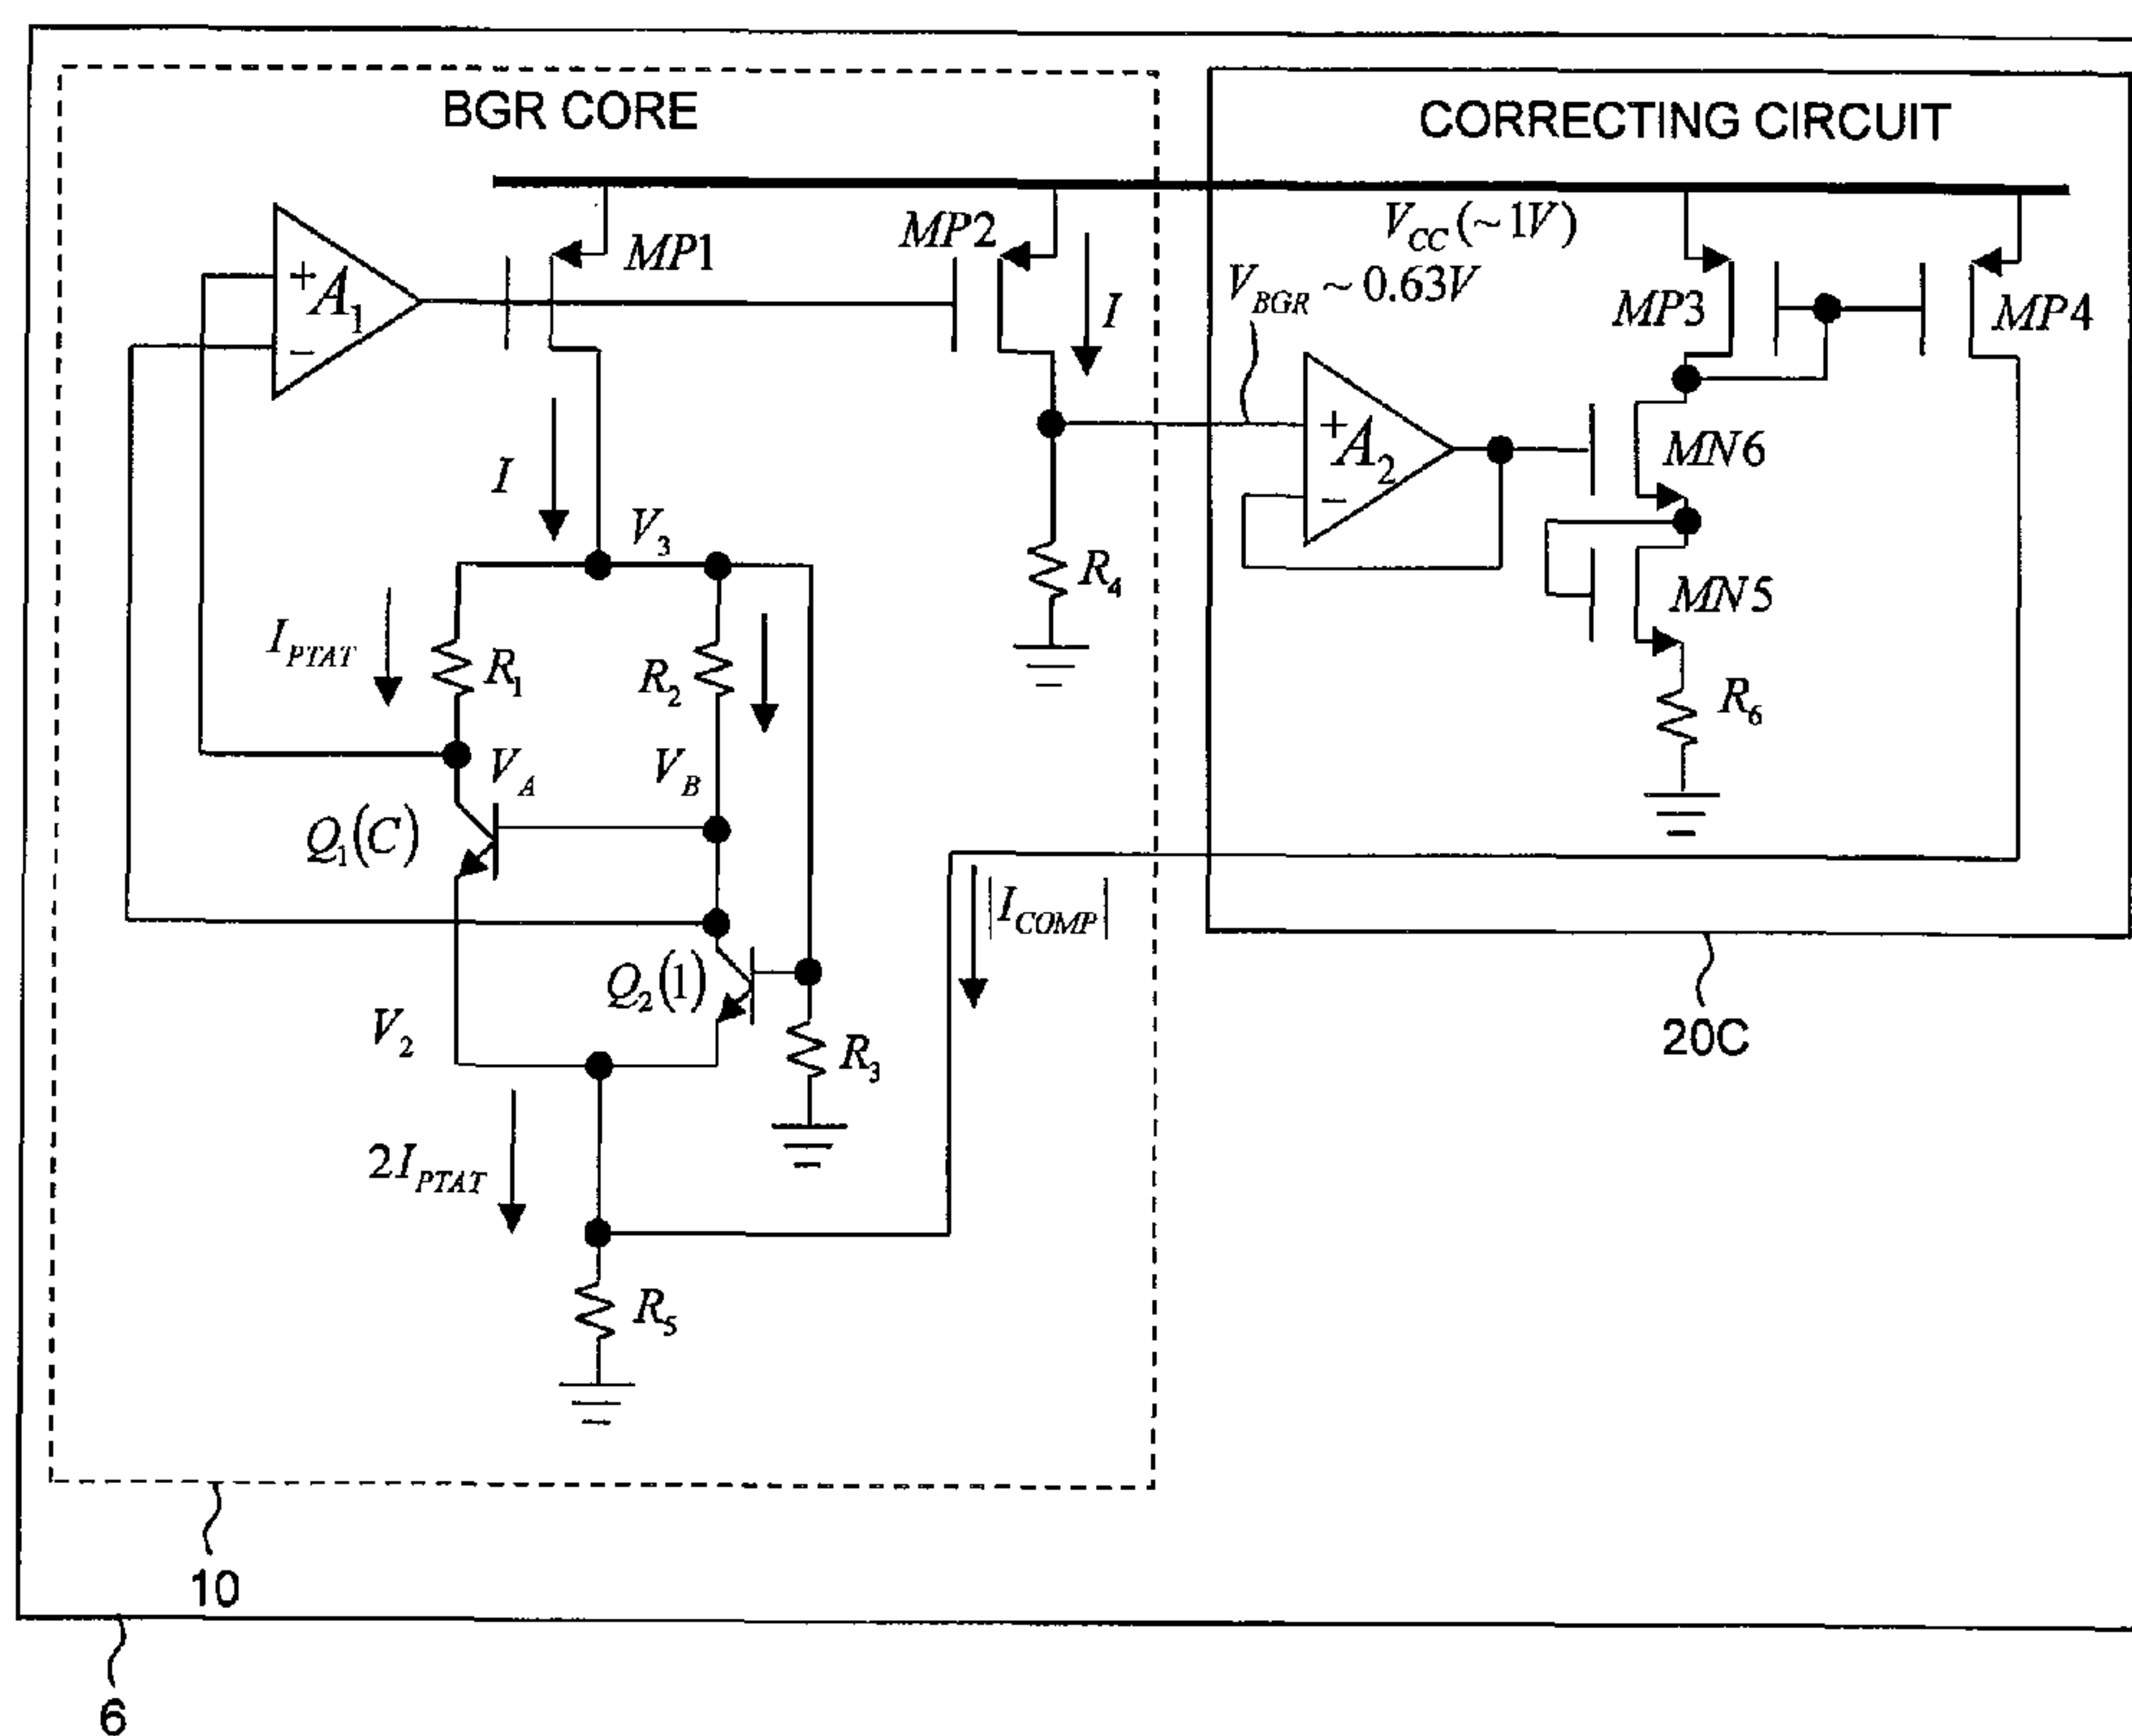 BGR CORE
CORRECTING CIRCUIT
MP1
MP2
V_CC(~1V)
V_BGR ~ 0.63V
MP3
MP4
+
A_1
−
I
I
+
A_2
−
MN6
V_3
R_4
MN5
I_PTAT
R_1
R_2
R_6
V_A
V_B
Q_1(C)
|I_COMP|
Q_2(1)
V_2
R_3
20C
2I_PTAT
R_5
10
6